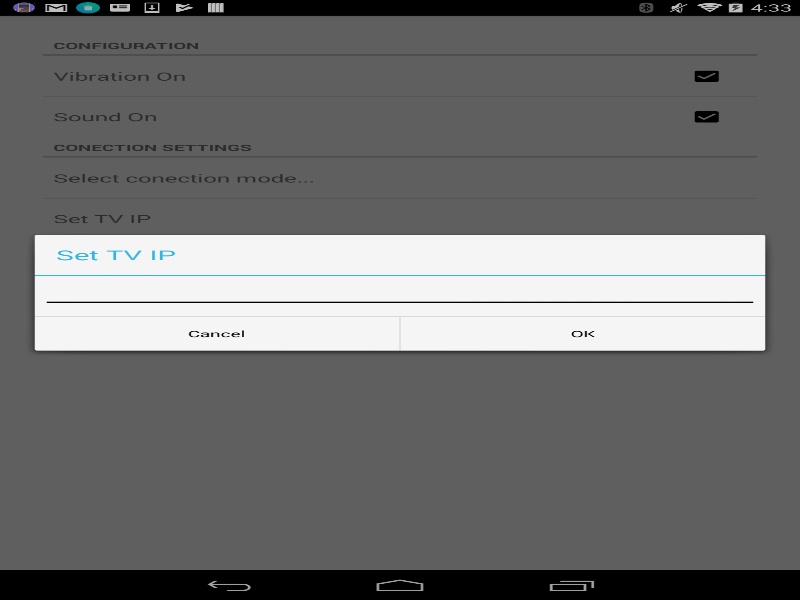 4:33
CONFIGURATION
Vibration On
Sound On
CONECTION SETTINGS
Select conection mode...
Set TV IP
Set TV IP
Cancel OK